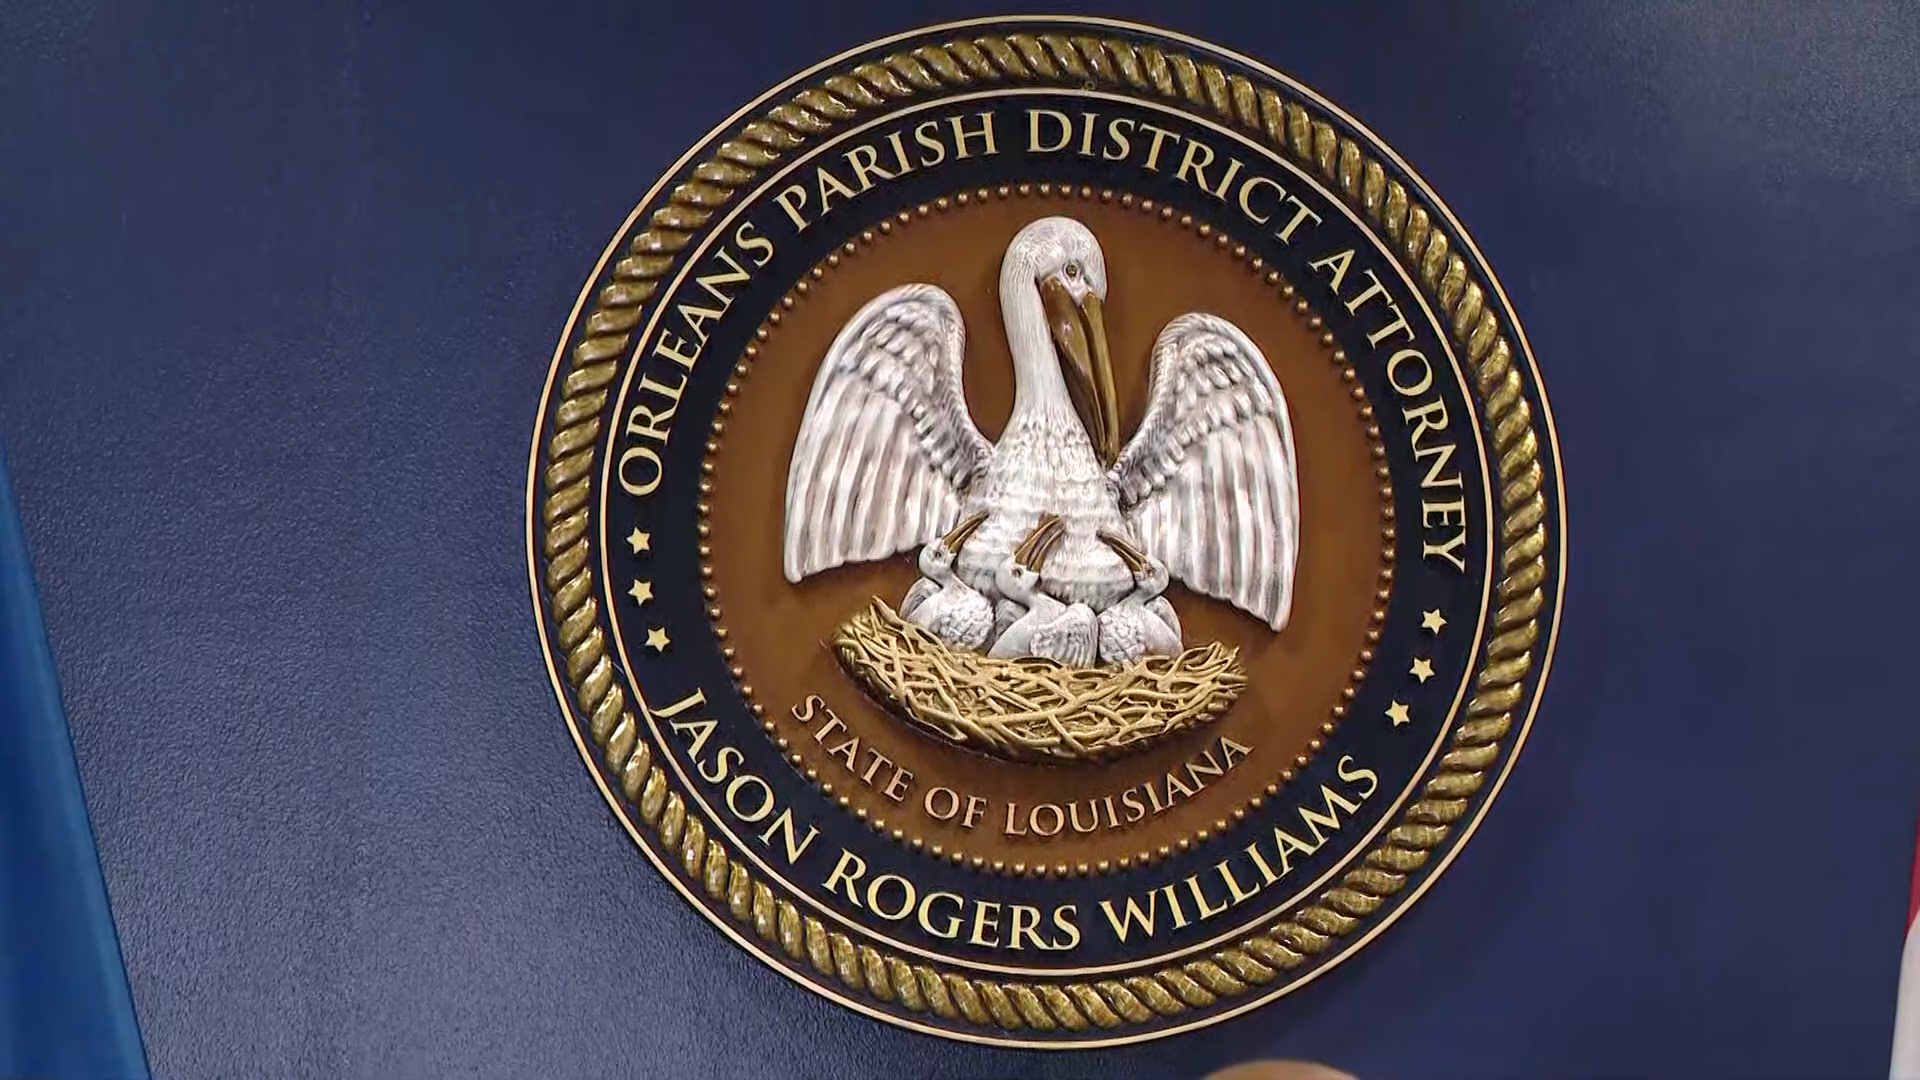 ORLEANS PARISH DISTRICT ATTORNEY
STATE OF LOUISIANA
JASON ROGERS WILLIAMS